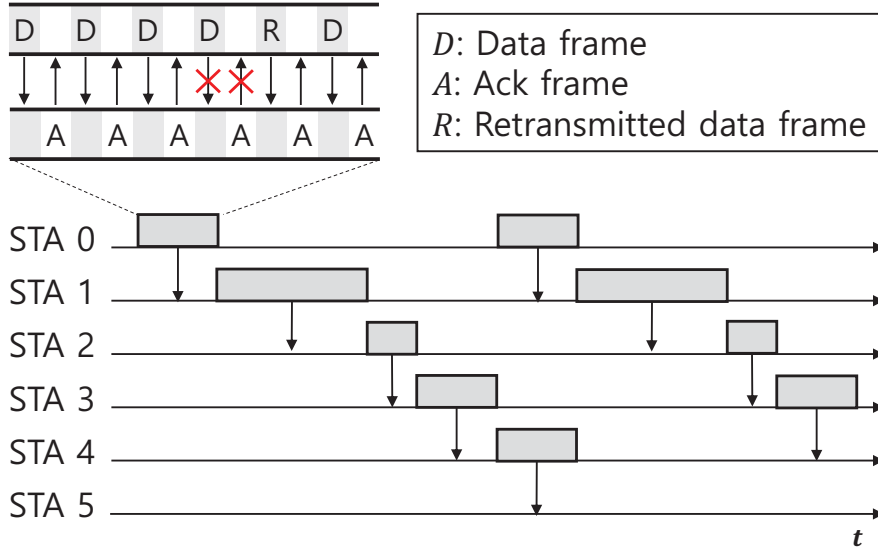 D D D D R D
A A A A A A
D: Data frame
A: Ack frame
R: Retransmitted data frame
STA 0
STA 1
STA 2
STA 3
STA 4
STA 5
t